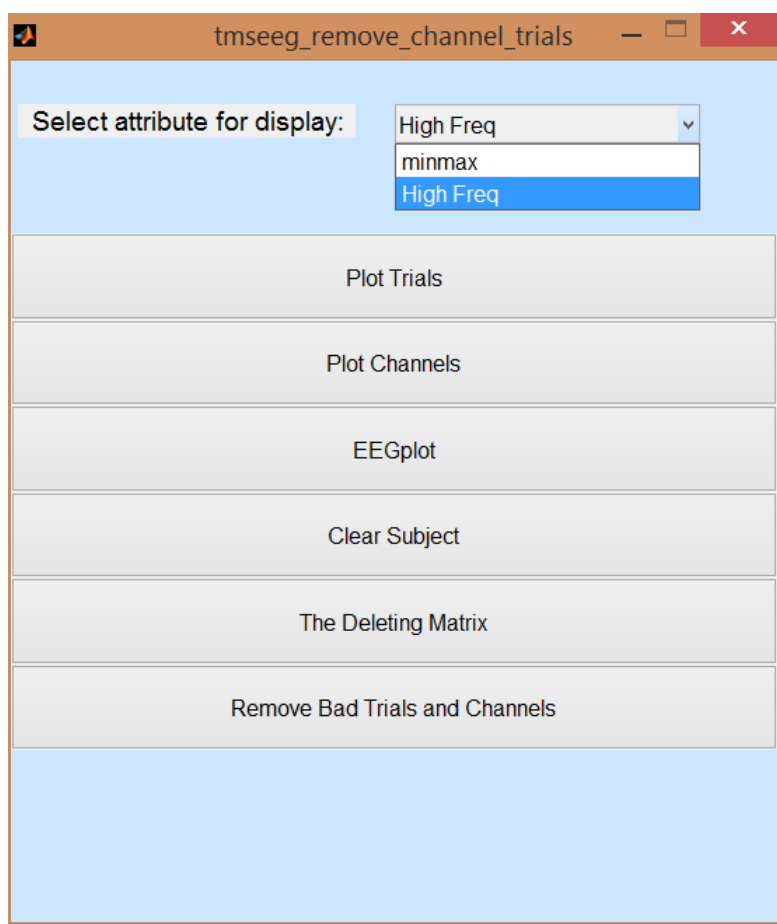 tmseeg_remove_channel_trials
Select attribute for display: High Freq
minmax
High Freq
Plot Trials
Plot Channels
EEGplot
Clear Subject
The Deleting Matrix
Remove Bad Trials and Channels